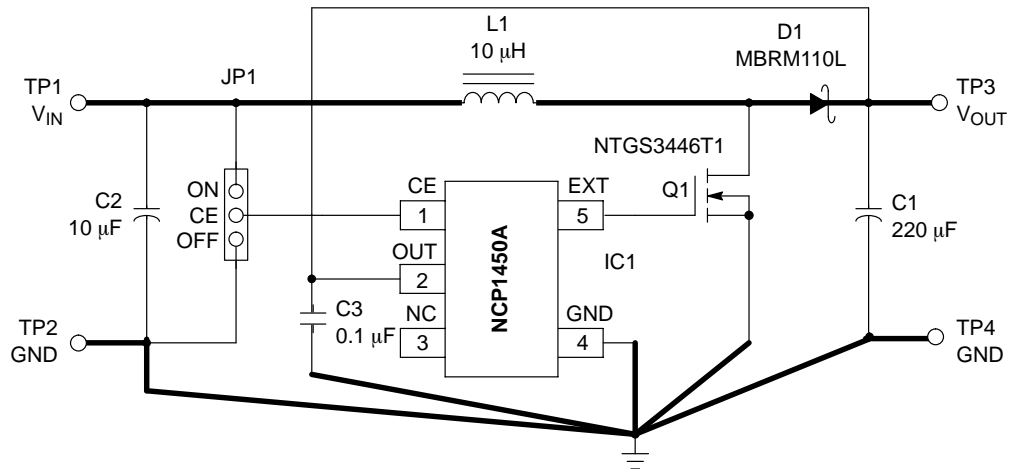 L1
10 μH
D1
MBRM110L
TP1
V_IN
JP1
TP3
V_OUT
NTGS3446T1
ON
CE
OFF
C2
10 μF
CE
1
OUT
2
NC
3
NCP1450A
EXT
5
GND
4
Q1
IC1
C1
220 μF
C3
0.1 μF
TP2
GND
TP4
GND